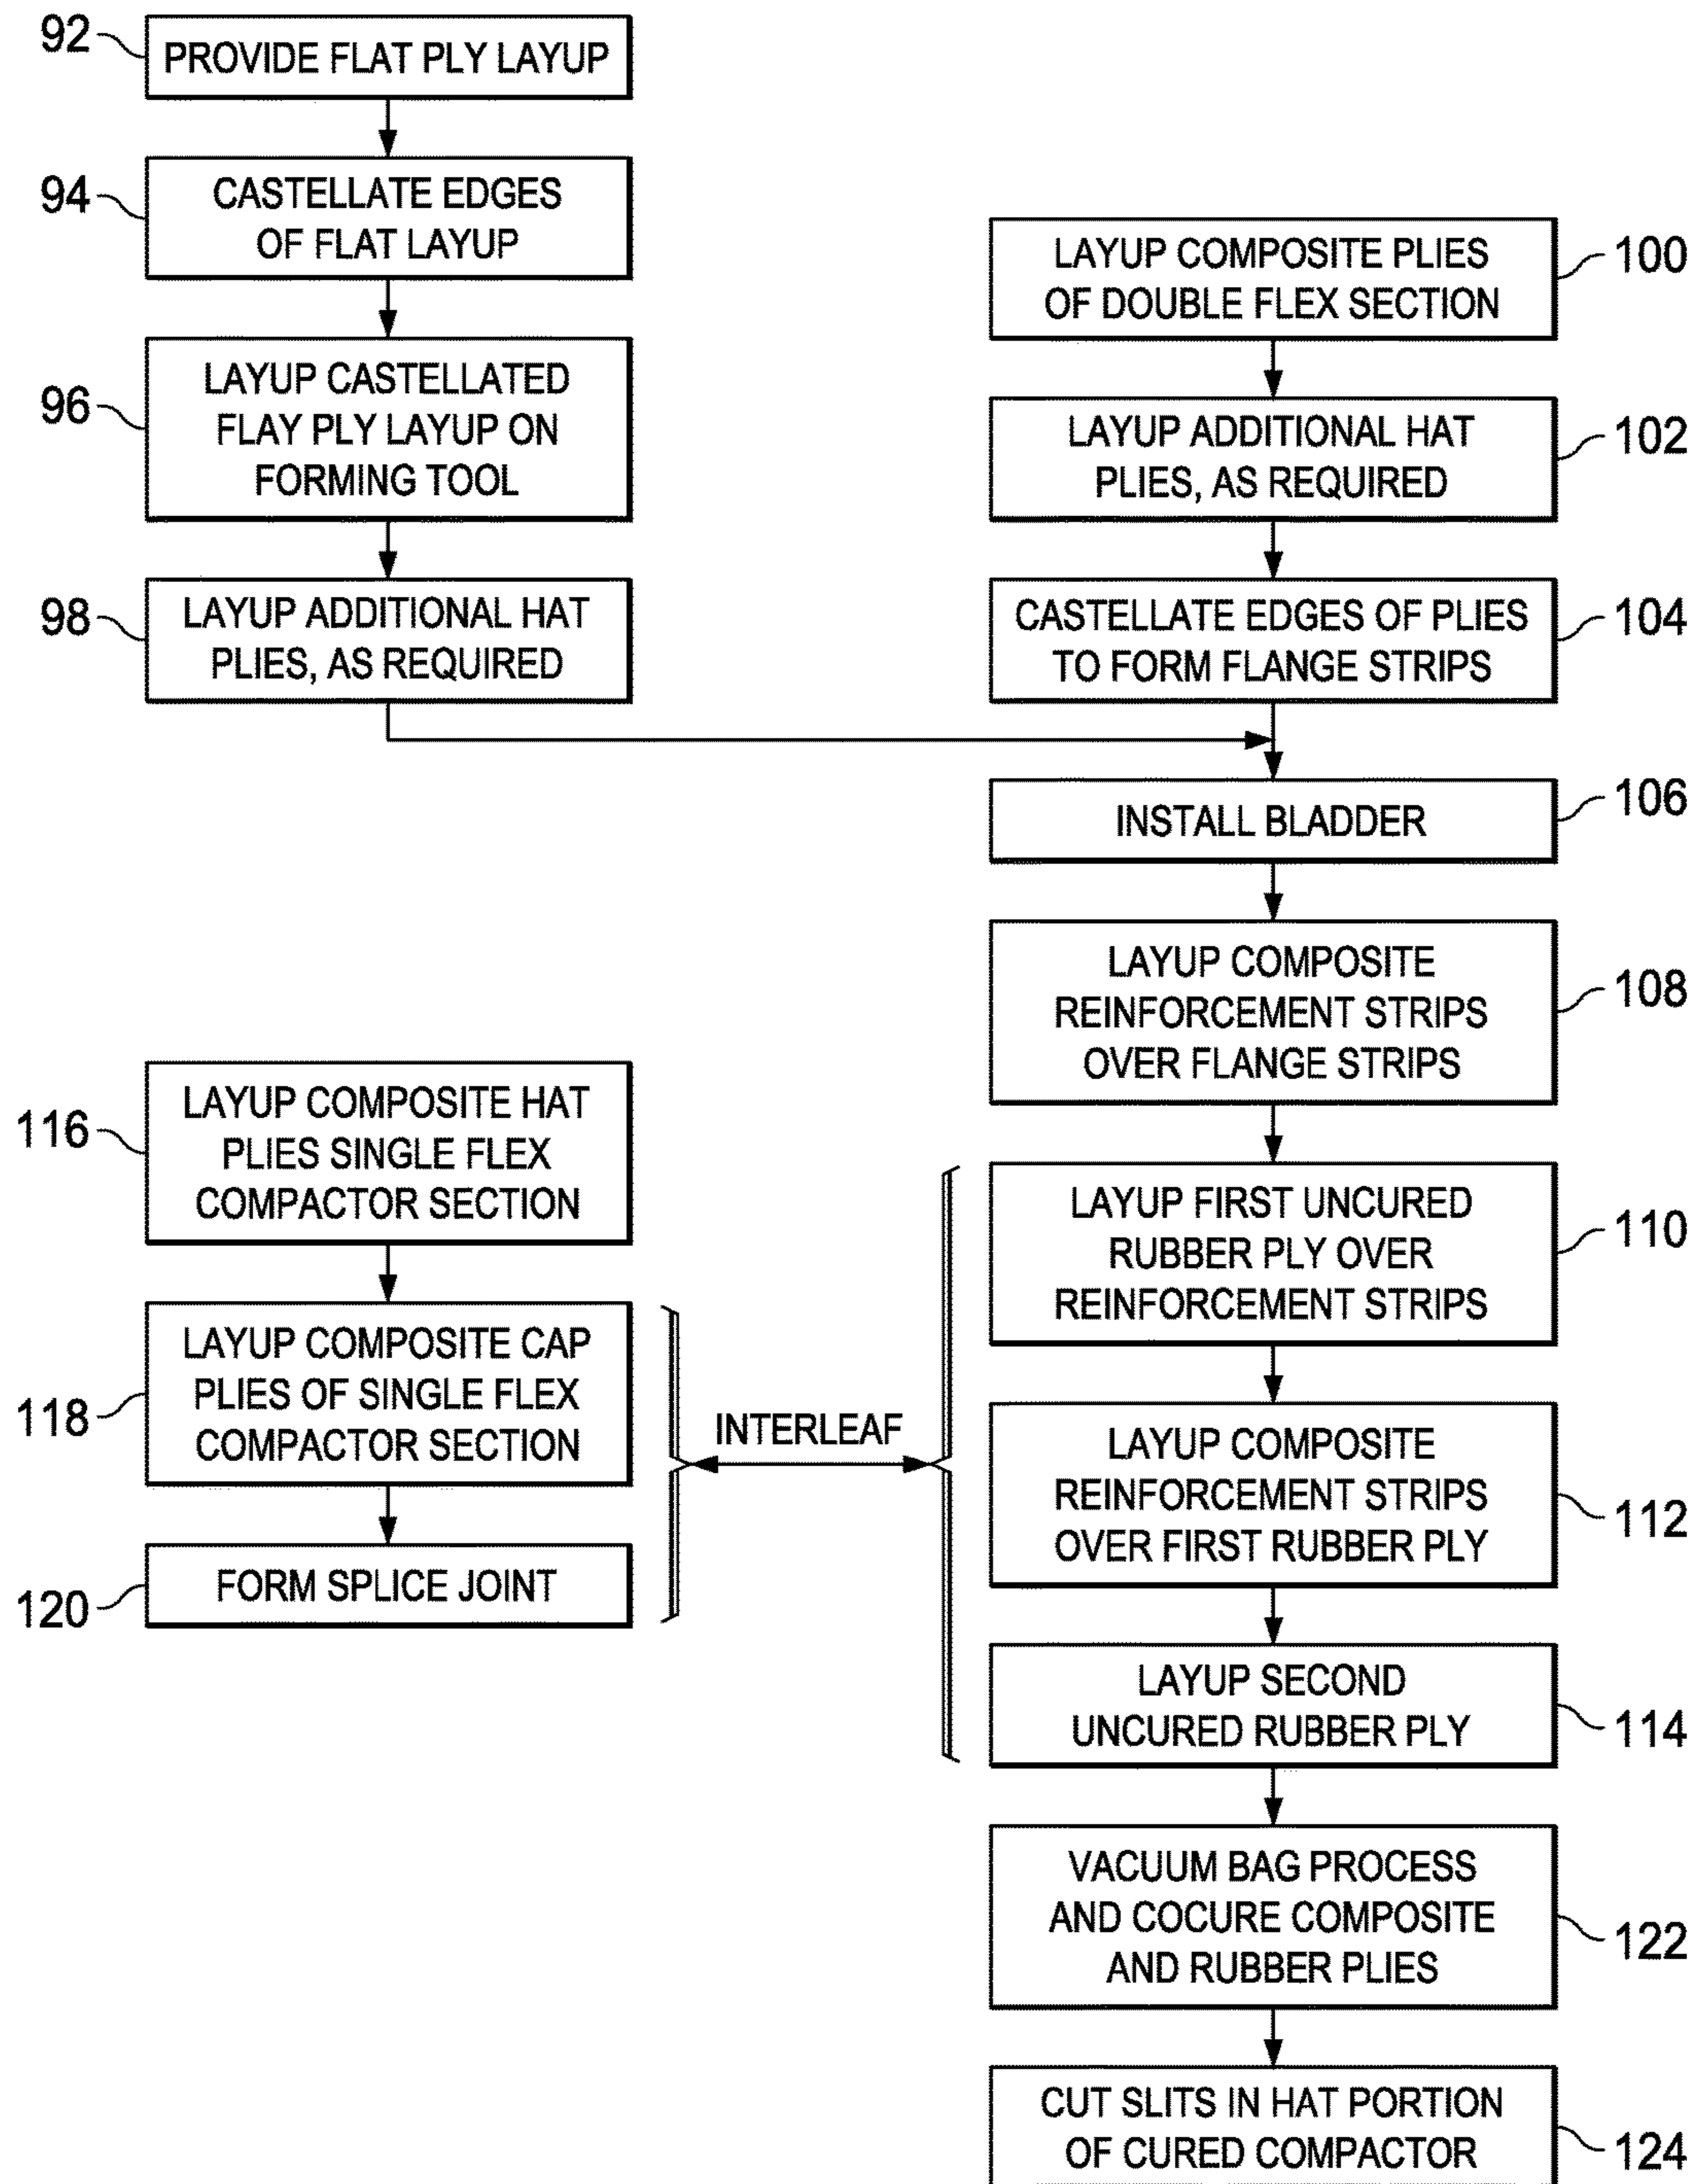 92
PROVIDE FLAT PLY LAYUP
94
CASTELLATE EDGES
OF FLAT LAYUP
96
LAYUP CASTELLATED
FLAY PLY LAYUP ON
FORMING TOOL
98
LAYUP ADDITIONAL HAT
PLIES, AS REQUIRED
LAYUP COMPOSITE PLIES
OF DOUBLE FLEX SECTION
100
LAYUP ADDITIONAL HAT
PLIES, AS REQUIRED
102
CASTELLATE EDGES OF PLIES
TO FORM FLANGE STRIPS
104
INSTALL BLADDER
106
LAYUP COMPOSITE
REINFORCEMENT STRIPS
OVER FLANGE STRIPS
108
116
LAYUP COMPOSITE HAT
PLIES SINGLE FLEX
COMPACTOR SECTION
118
LAYUP COMPOSITE CAP
PLIES OF SINGLE FLEX
COMPACTOR SECTION
120
FORM SPLICE JOINT
INTERLEAF
LAYUP FIRST UNCURED
RUBBER PLY OVER
REINFORCEMENT STRIPS
110
LAYUP COMPOSITE
REINFORCEMENT STRIPS
OVER FIRST RUBBER PLY
112
LAYUP SECOND
UNCURED RUBBER PLY
114
VACUUM BAG PROCESS
AND COCURE COMPOSITE
AND RUBBER PLIES
122
CUT SLITS IN HAT PORTION
OF CURED COMPACTOR
124